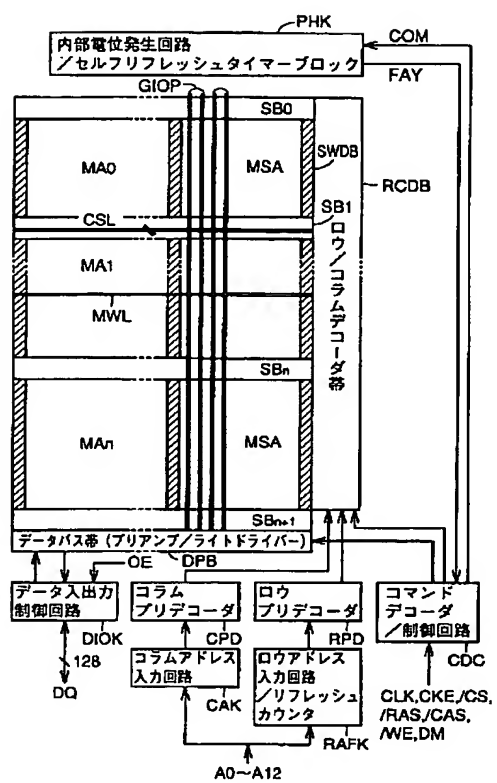 PHK
COM
内部電位発生回路
/セルフリフレッシュタイマーブロック
FAY
GIOP
SB0
SWDB
MA0
MSA
RCDB
CSL
SB1
ロウ/コラムデコーダ帯
MA1
MWL
SBn
MAn
MSA
SBn+1
データバス帯(プリアンプ/ライトドライバー)
OE
DPB
データ入出力
制御回路
コラム
プリデコーダ
ロウ
プリデコーダ
コマンド
デコーダ
/制御回路
DIOK
CPD
RPD
CDC
128
DQ
コラムアドレス
入力回路
CAK
ロウアドレス
入力回路
/リフレッシュ
カウンタ
RAFK
CLK,CKE,/CS,
/RAS,/CAS,
/WE,DM
A0~A12